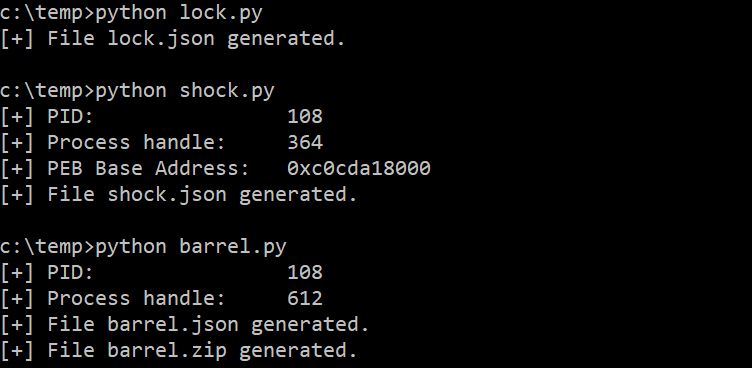 c:\temp>python lock.py
[+] File lock.json generated.
c:\temp>python shock.py
[+] PID: 108
[+] Process handle: 364
[+] PEB Base Address: 0xc0cda18000
[+] File shock.json generated.
c:\temp>python barrel.py
[+] PID: 108
[+] Process handle: 612
[+] File barrel.json generated.
[+] File barrel.zip generated.